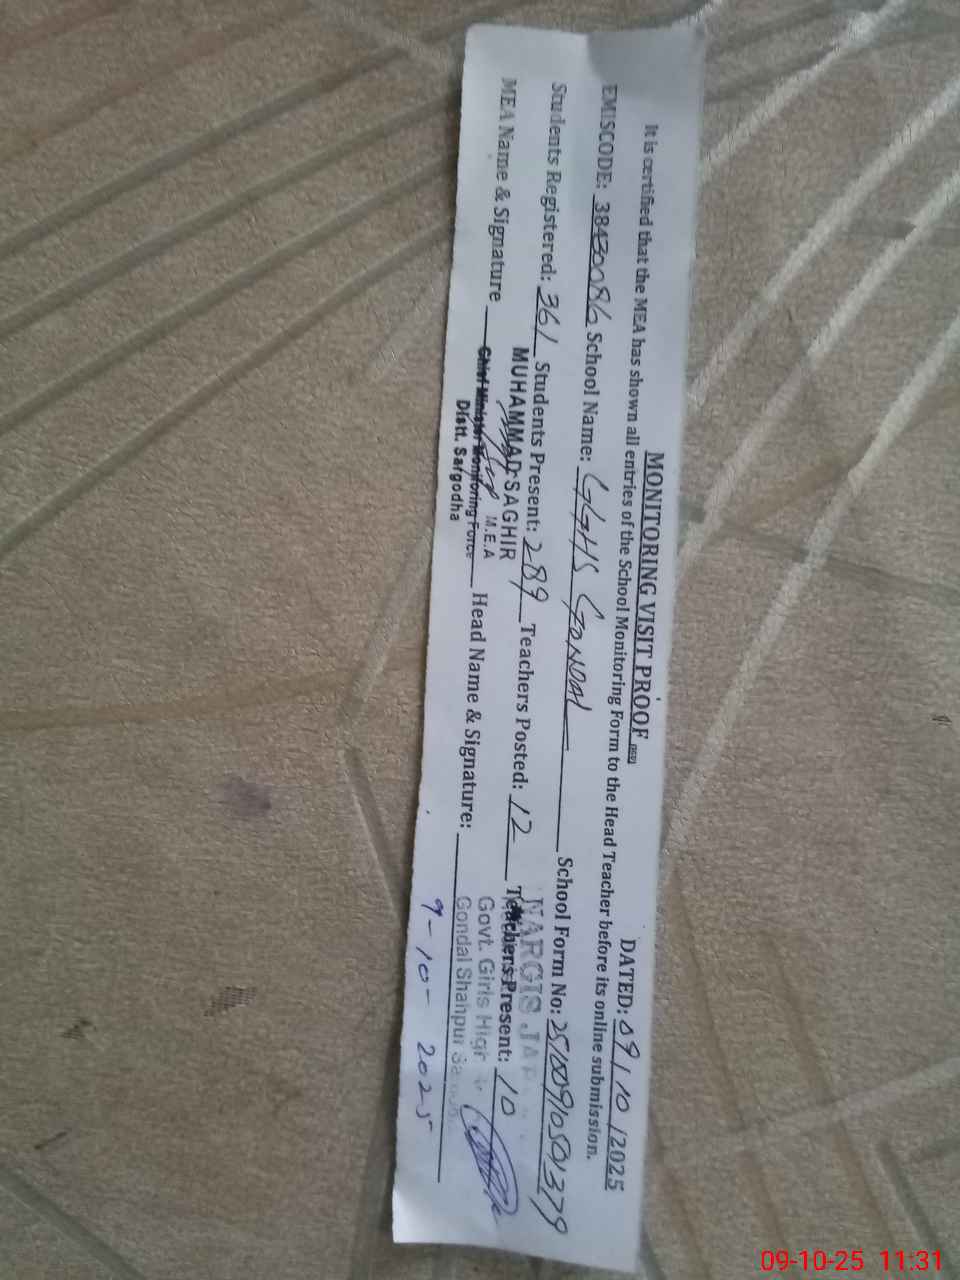 MONITORING VISIT PROOF
DATED: 09/10/2025
It is certified that the MEA has shown all entries of the School Monitoring Form to the Head Teacher before its online submission.
EMISCODE: 38430086 School Name: GGHS GONDAL School Form No: 25100910501379
Students Registered: 361 Students Present: 289 Teachers Posted: 12 Teachers Present: 10
MEA Name & Signature Head Name & Signature:
MUHAMMAD SAGHIR
M.E.A
Chief Minister Monitoring Force
Distt. Sargodha
NARGIS
Govt. Girls High
Gondal Shahpur
9-10-2025
09-10-25 11:31